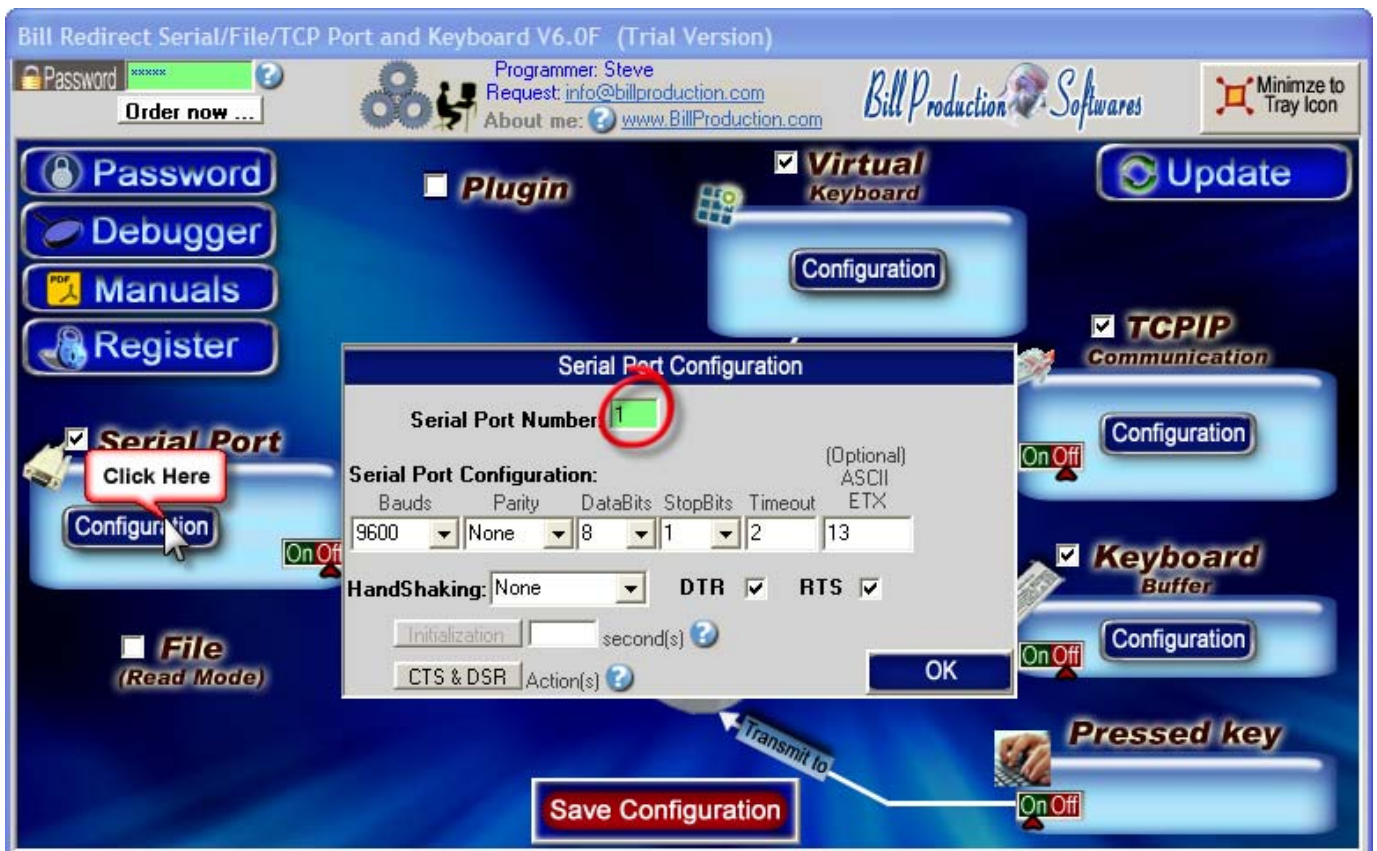 Bill Redirect Serial/File/TCP Port and Keyboard V6.0F (Trial Version)
Password *****
Order now ...
Programmer: Steve
Request: info@billproduction.com
About me: www.BillProduction.com
Bill Production Softwares
Minimze to
Tray Icon
Password
Debugger
PDF
Manuals
Register
Plugin
Virtual
Keyboard
Configuration
Update
TCPIP
Communication
Configuration
On Off
Serial Port
Click Here
Configuration
On Off
Serial Port Configuration
Serial Port Number: 1
Serial Port Configuration:
(Optional)
ASCII
Bauds Parity DataBits StopBits Timeout ETX
9600 None 8 1 2 13
HandShaking: None DTR RTS
Initialization second(s)
CTS & DSR Action(s)
OK
Keyboard
Buffer
Configuration
On Off
File
(Read Mode)
Transmit to
Pressed key
On Off
Save Configuration